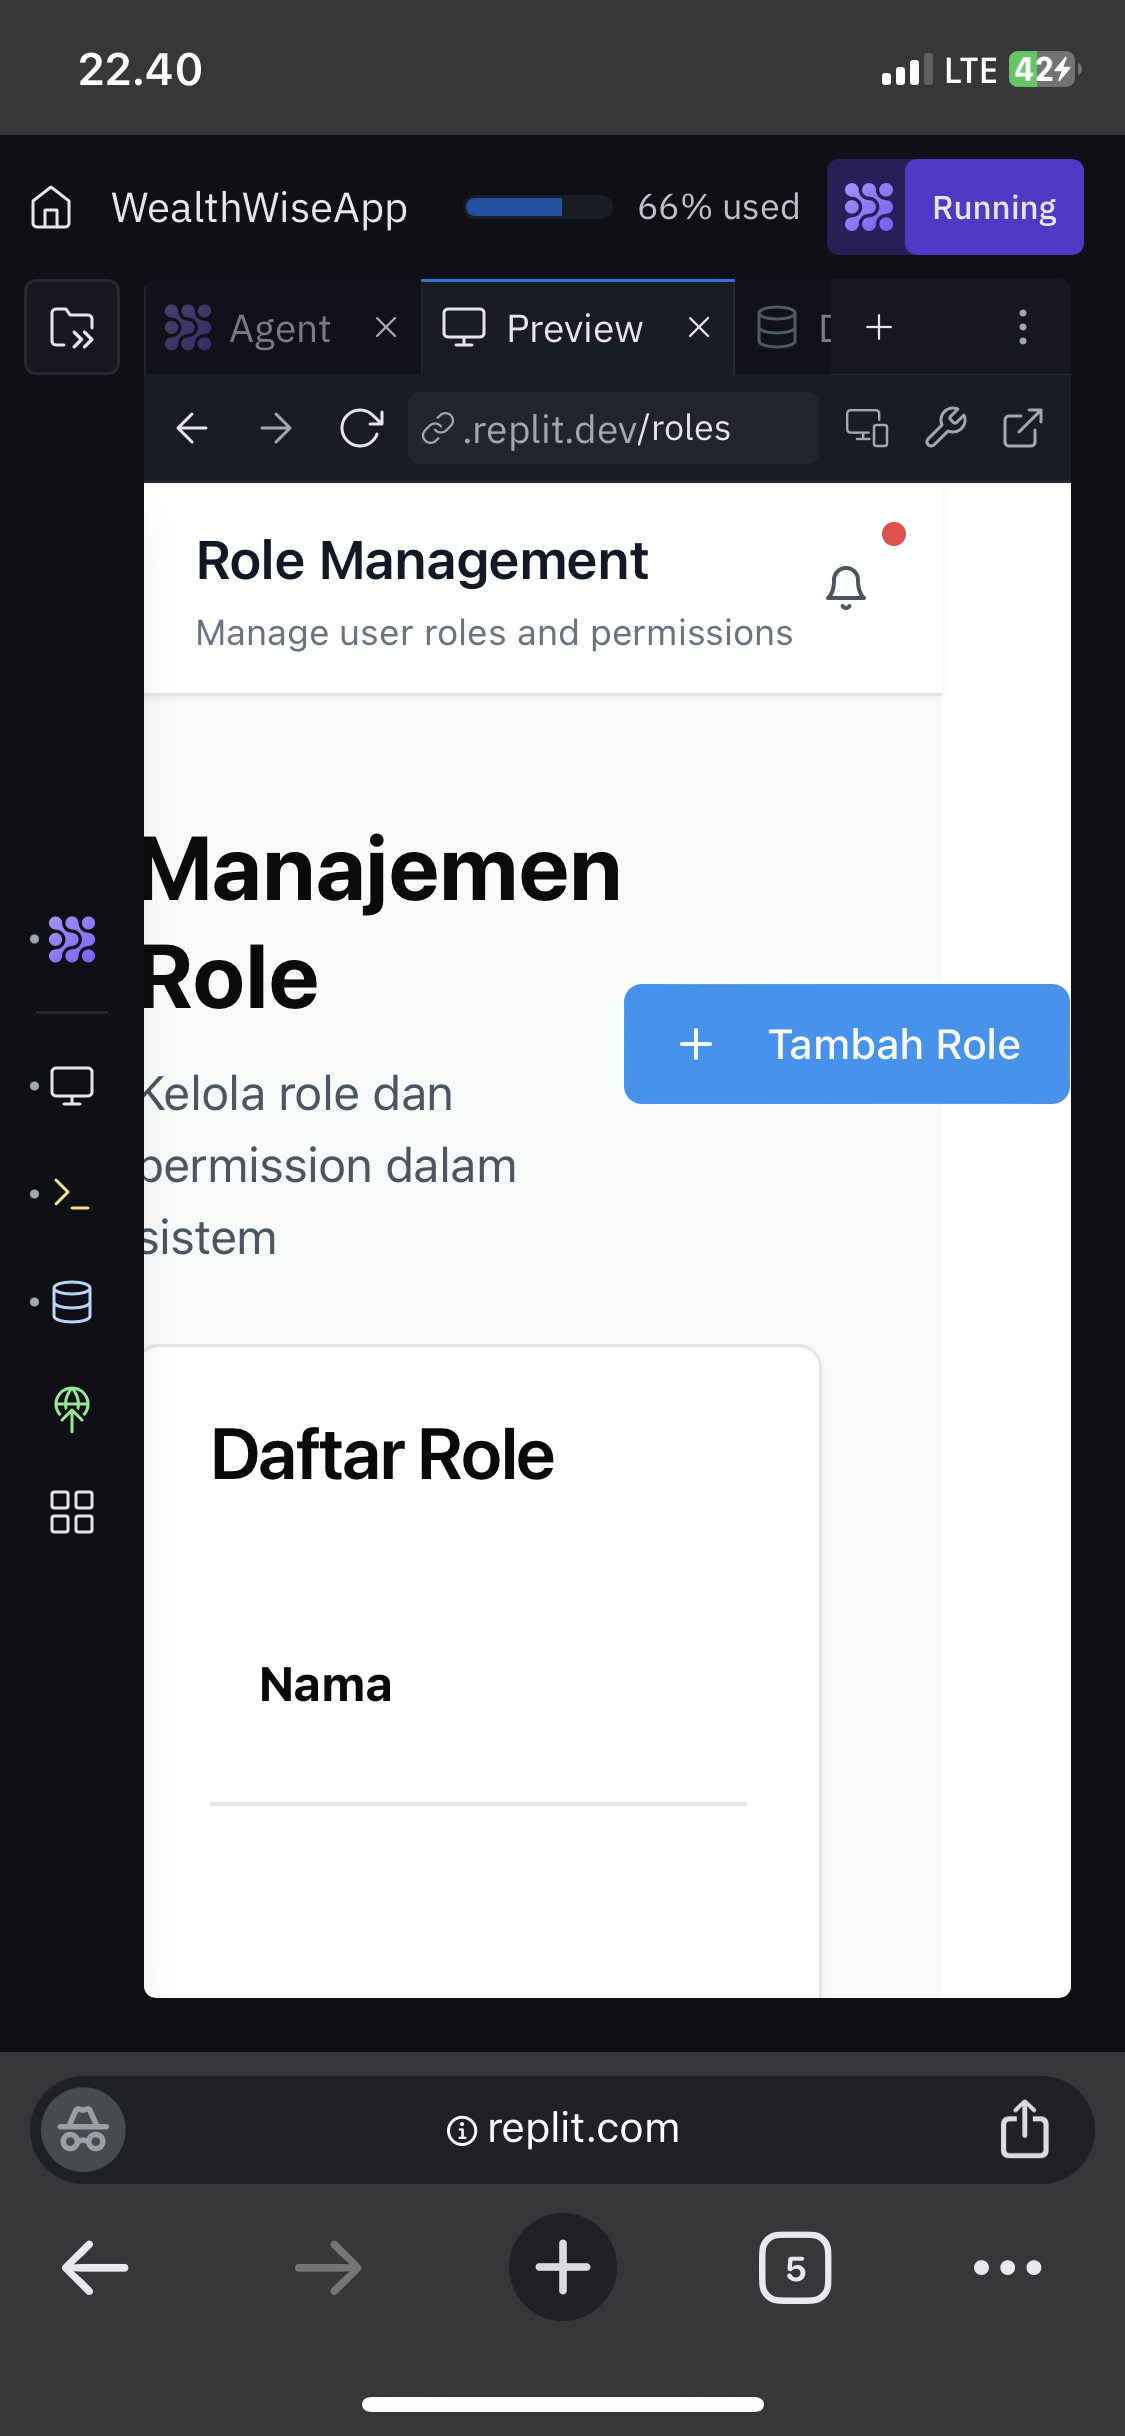 22.40
LTE 42
WealthWiseApp
66% used
Running
Agent
Preview
.replit.dev/roles
Role Management
Manage user roles and permissions
Manajemen
Role
Tambah Role
Kelola role dan
permission dalam
sistem
Daftar Role
Nama
replit.com
5